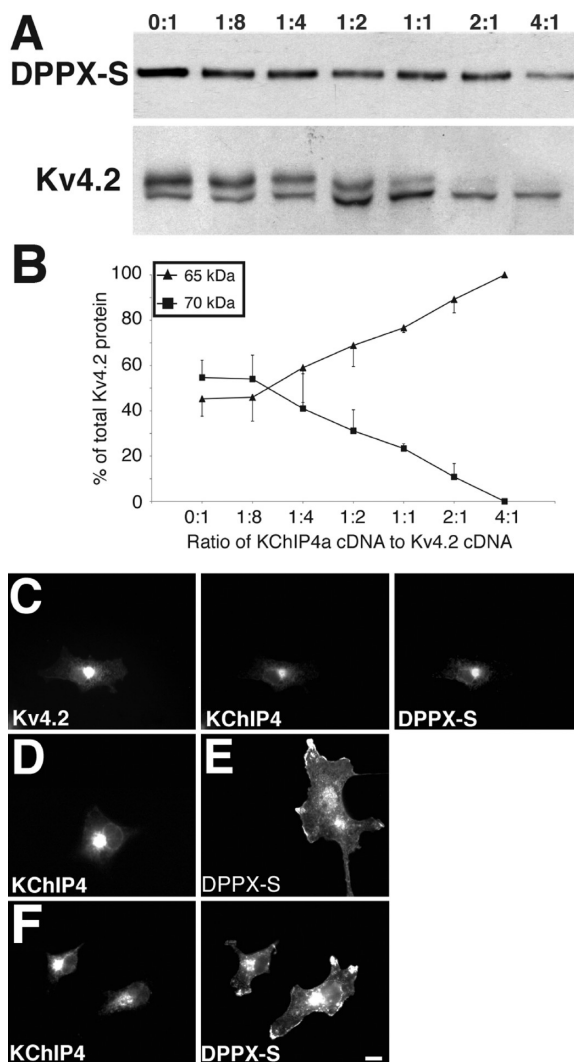 A
0:1 1:8 1:4 1:2 1:1 2:1 4:1
DPPX-S
Kv4.2
B
65 kDa
70 kDa
100
80
60
40
20
0
% of total Kv4.2 protein
0:1 1:8 1:4 1:2 1:1 2:1 4:1
Ratio of KChIP4a cDNA to Kv4.2 cDNA
C
Kv4.2 KChIP4 DPPX-S
D E
KChIP4 DPPX-S
F
KChIP4 DPPX-S